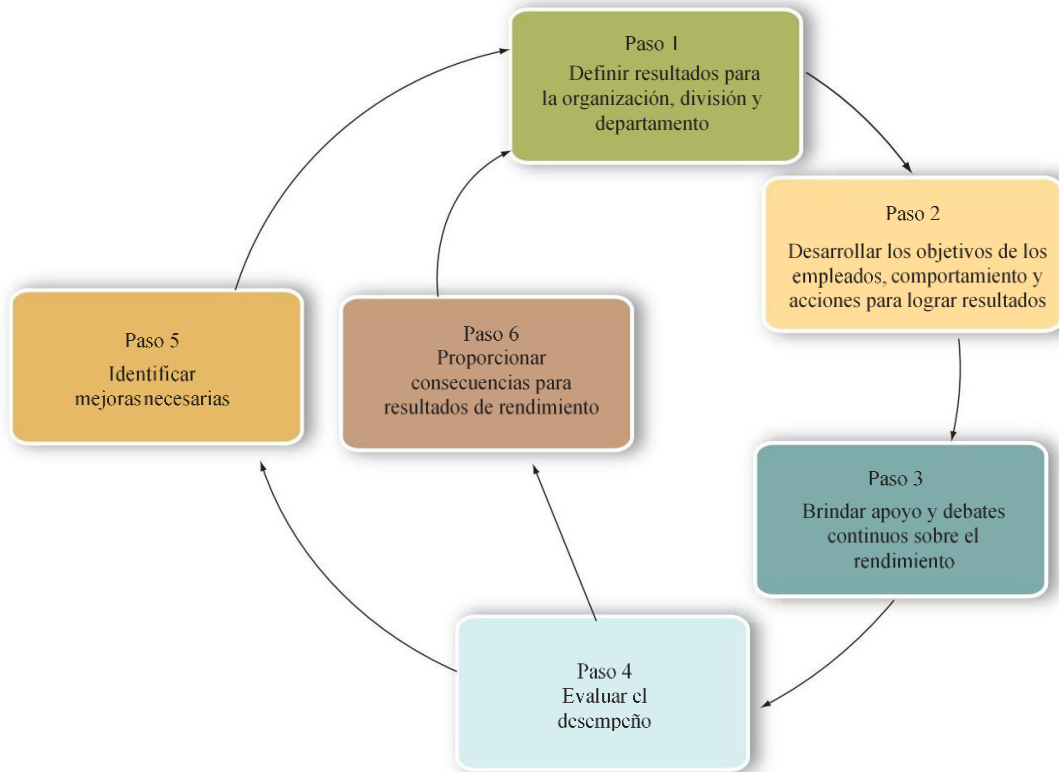 Paso 1
Definir resultados para
la organización, división y
departamento
Paso 2
Desarrollar los objetivos de los
empleados, comportamiento y
acciones para lograr resultados
Paso 3
Brindar apoyo y debates
continuos sobre el
rendimiento
Paso 4
Evaluar el
desempeño
Paso 5
Identificar
mejoras necesarias
Paso 6
Proporcionar
consecuencias para
resultados de rendimiento